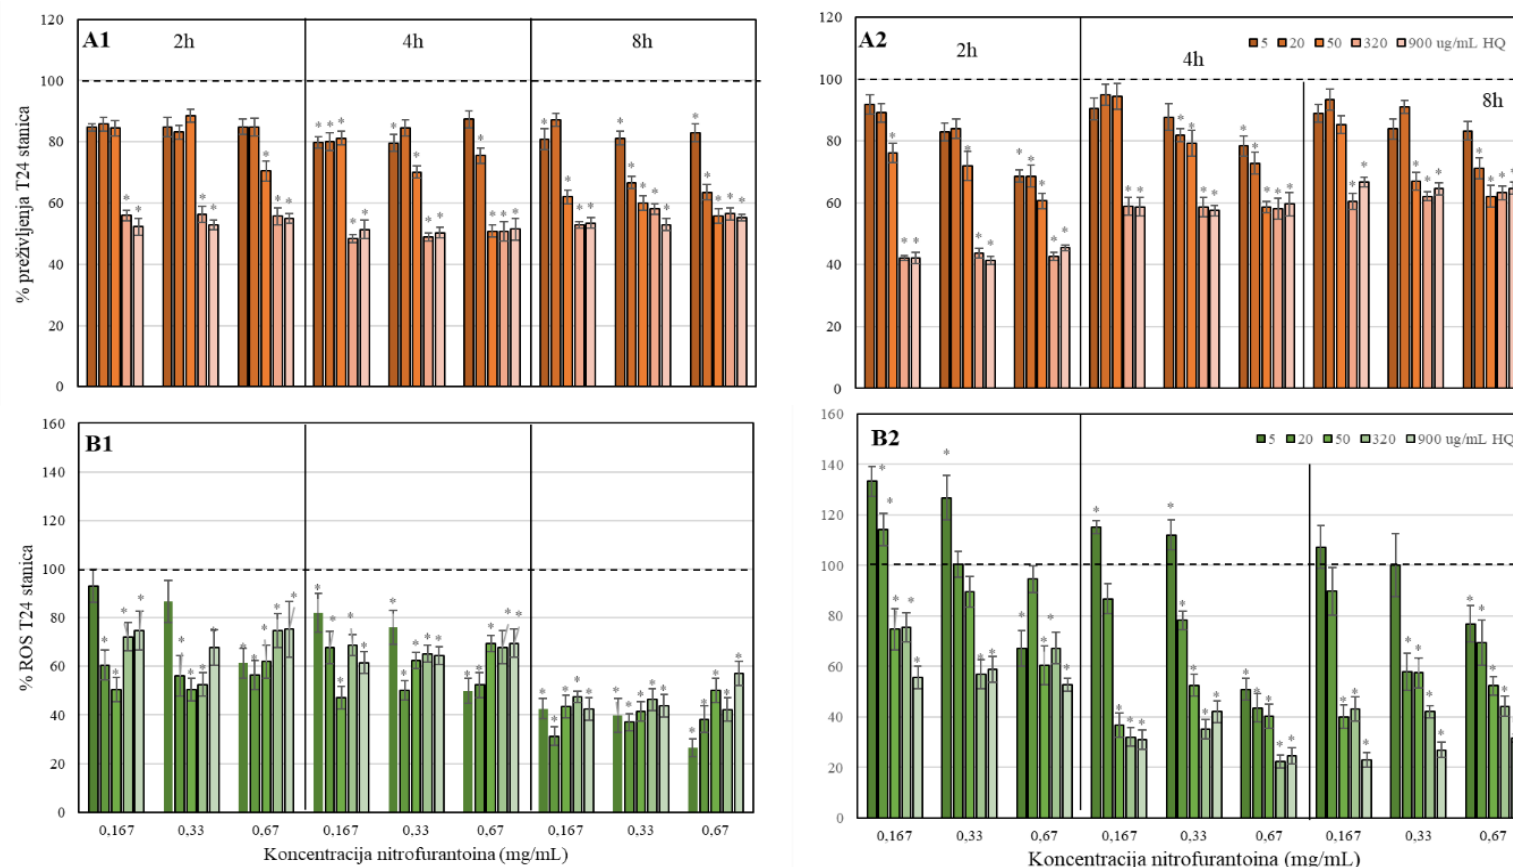 A1 2h 4h 8h
120
100
80
60
40
20
0
% preživljenja T24 stanica
A2 2h 4h 8h
5 20 50 320 900 ug/mL HQ
120
100
80
60
40
20
0
B1
160
140
120
100
80
60
40
20
0
% ROS T24 stanica
0,167 0,33 0,67 0,167 0,33 0,67 0,167 0,33 0,67
Koncentracija nitrofurantoina (mg/mL)
B2
5 20 50 320 900 ug/mL HQ
160
140
120
100
80
60
40
20
0
0,167 0,33 0,67 0,167 0,33 0,67 0,167 0,33 0,67
Koncentracija nitrofurantoina (mg/mL)